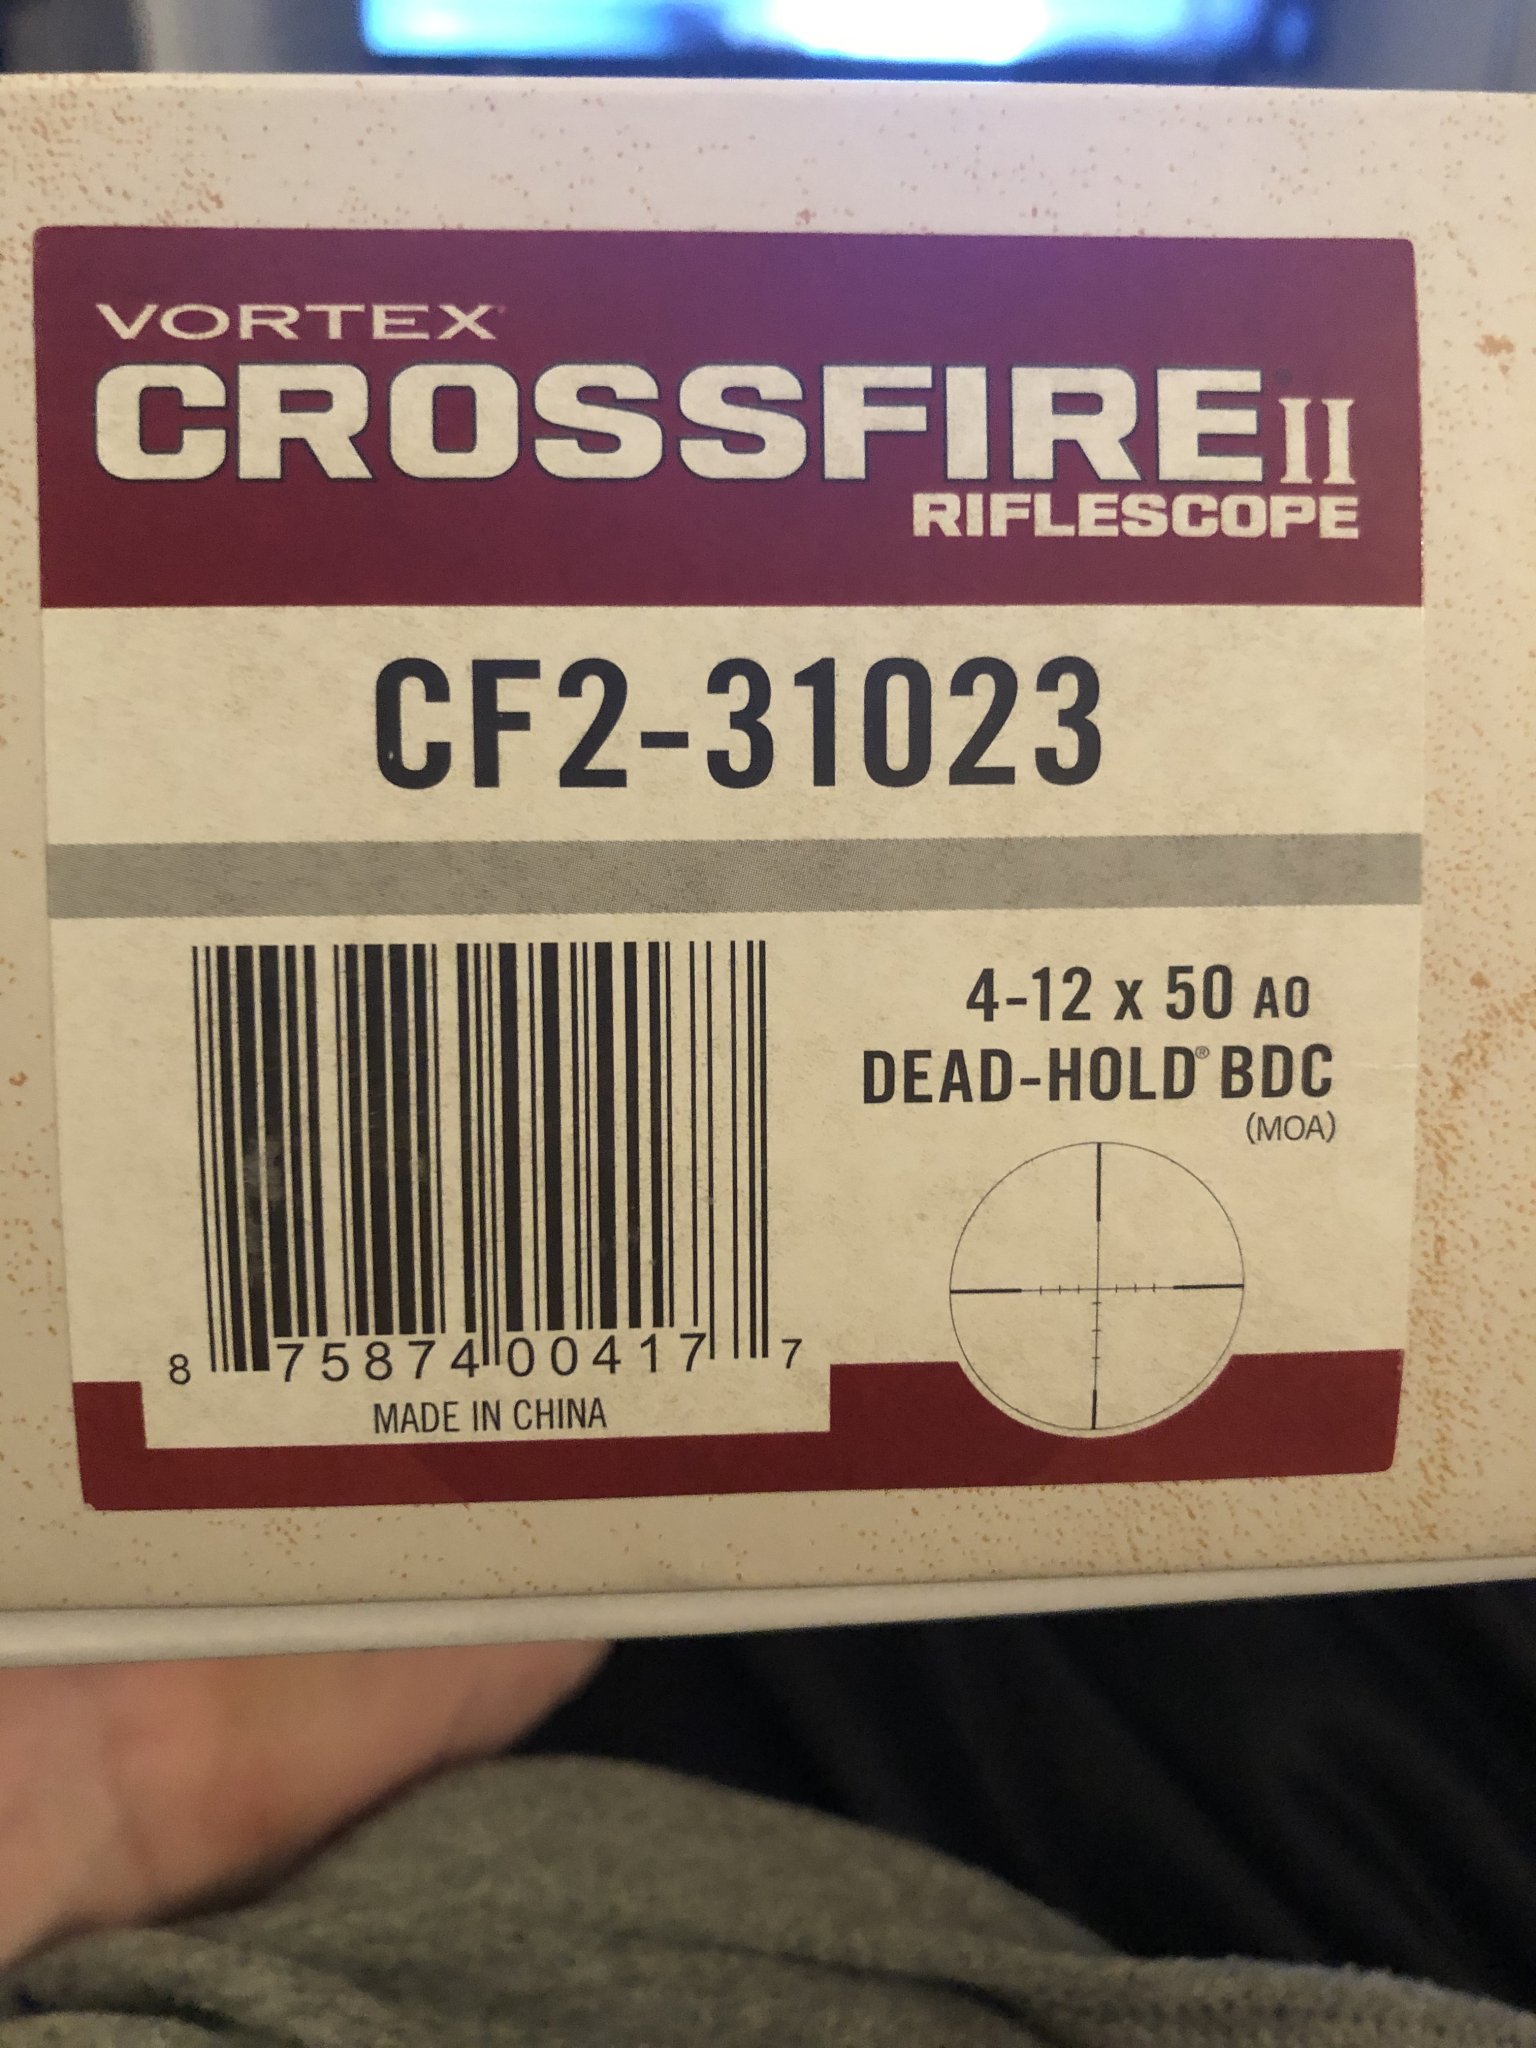 VORTEX
CROSSFIRE II
RIFLESCOPE
CF2-31023
4-12 x 50 AO
DEAD-HOLD® BDC
(MOA)
8 75874 00417 7
MADE IN CHINA